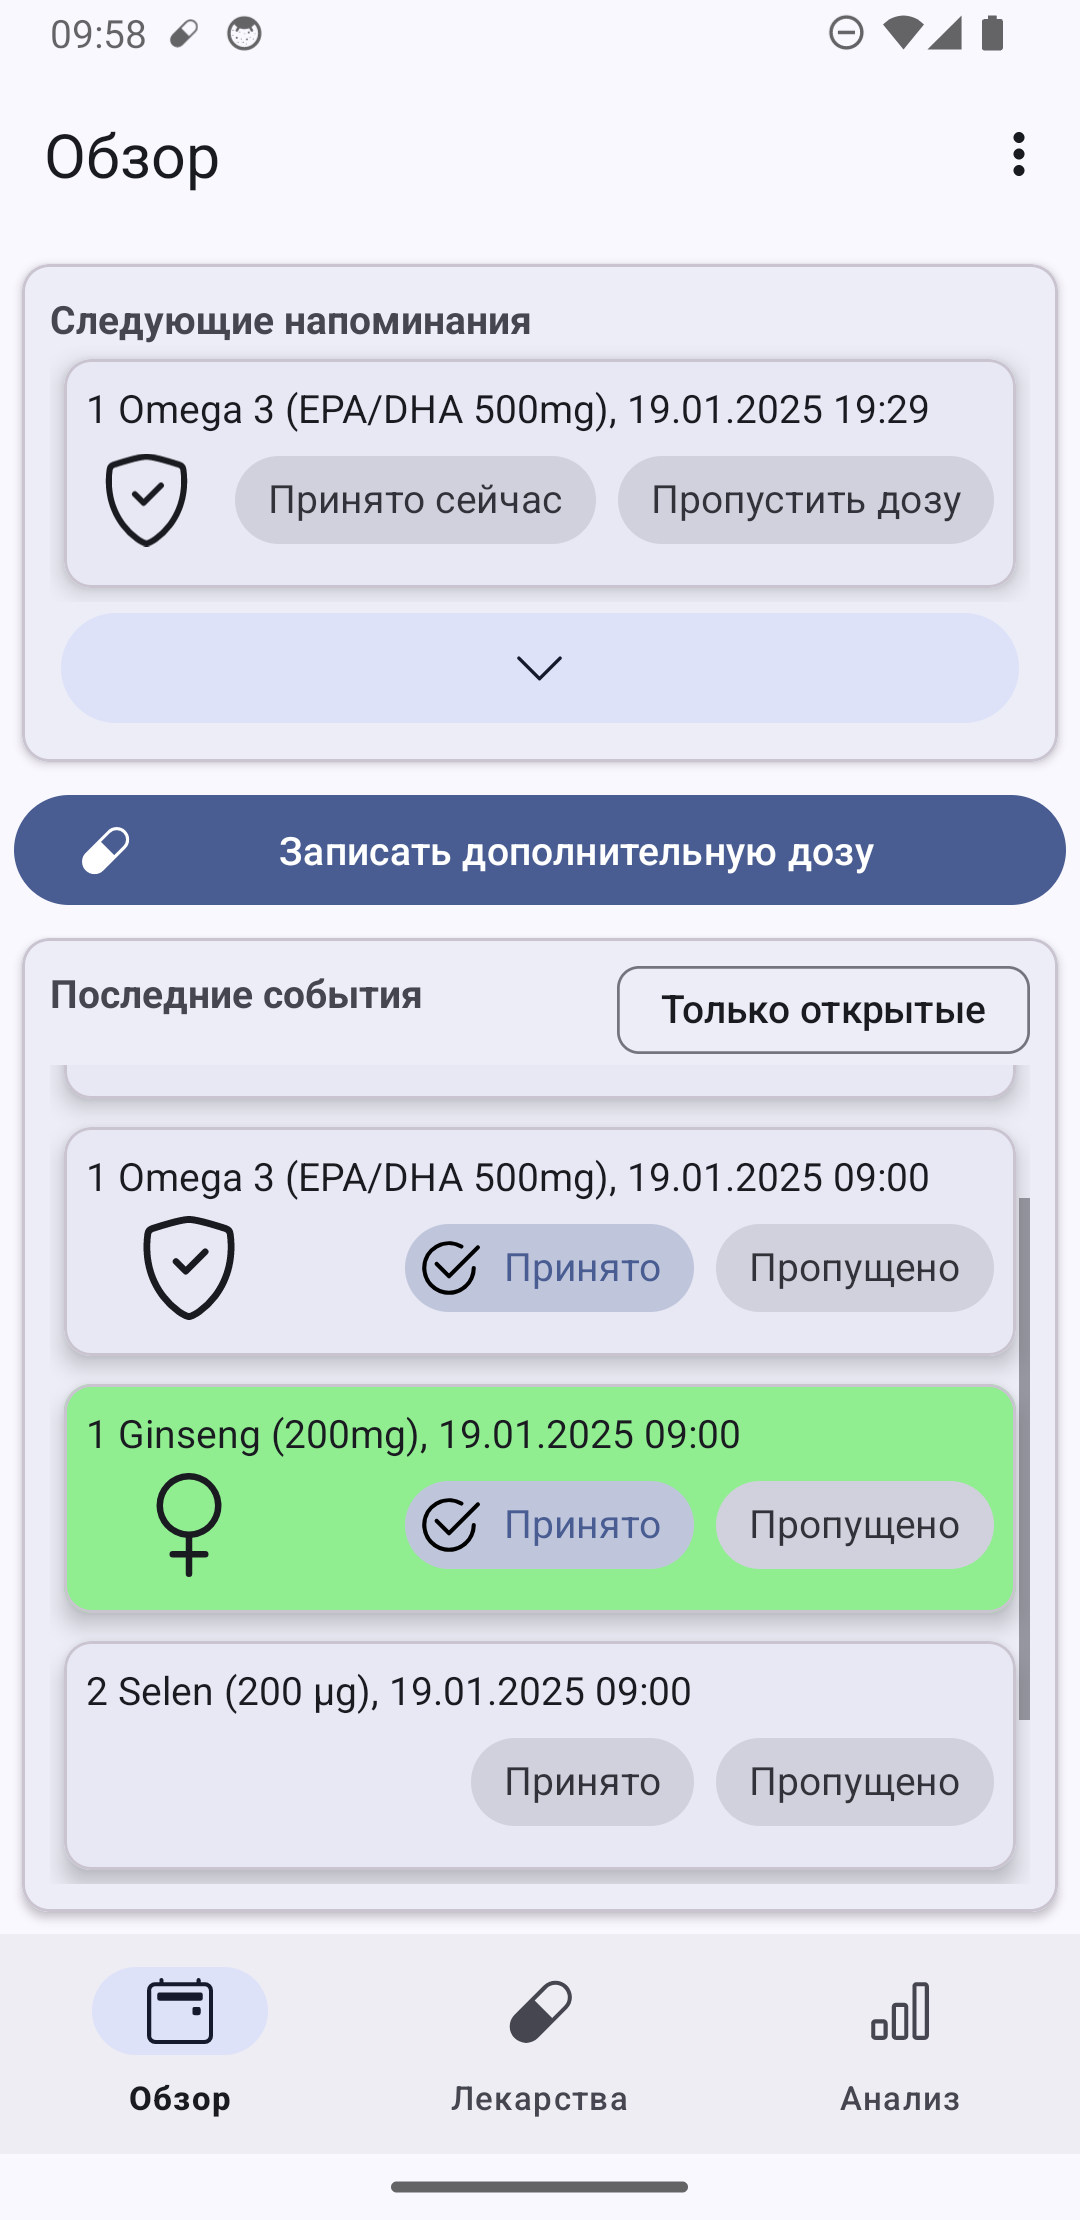 09:58
Обзор
Следующие напоминания
1 Omega 3 (EPA/DHA 500mg), 19.01.2025 19:29
Принято сейчас Пропустить дозу
Записать дополнительную дозу
Последние события Только открытые
1 Omega 3 (EPA/DHA 500mg), 19.01.2025 09:00
Принято Пропущено
1 Ginseng (200mg), 19.01.2025 09:00
Принято Пропущено
2 Selen (200 µg), 19.01.2025 09:00
Принято Пропущено
Обзор Лекарства Анализ